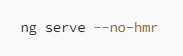 ng serve --no-hmr